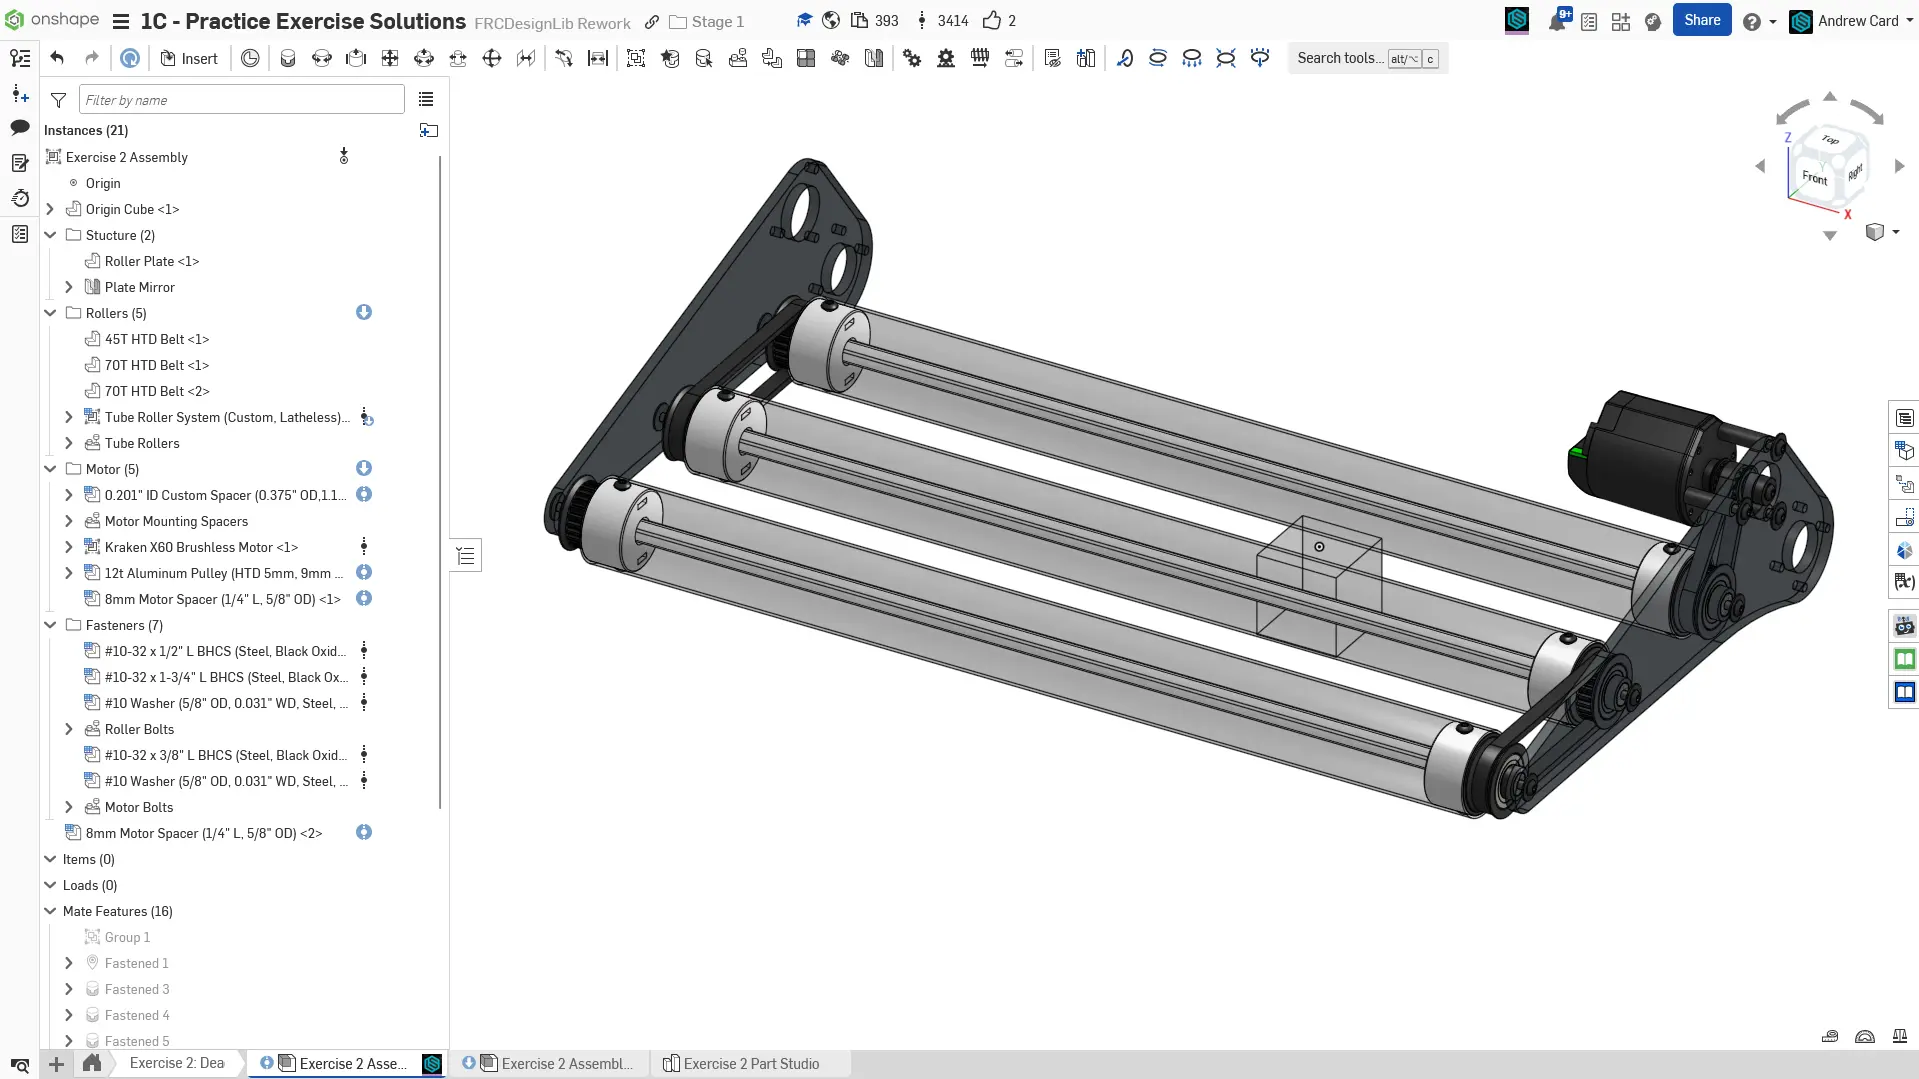 onshape
1C - Practice Exercise Solutions
FRCDesignLib Rework
Stage 1
393
3414
2
9+
Share
Andrew Card
Insert
Search tools... alt/⌥ c
Filter by name
Instances (21)
Exercise 2 Assembly
Origin
Origin Cube <1>
Stucture (2)
Roller Plate <1>
Plate Mirror
Rollers (5)
45T HTD Belt <1>
70T HTD Belt <1>
70T HTD Belt <2>
Tube Roller System (Custom, Latheless)...
Tube Rollers
Motor (5)
0.201" ID Custom Spacer (0.375" OD,1.1...
Motor Mounting Spacers
Kraken X60 Brushless Motor <1>
12t Aluminum Pulley (HTD 5mm, 9mm ...
8mm Motor Spacer (1/4" L, 5/8" OD) <1>
Fasteners (7)
#10-32 x 1/2" L BHCS (Steel, Black Oxid...
#10-32 x 1-3/4" L BHCS (Steel, Black Ox...
#10 Washer (5/8" OD, 0.031" WD, Steel, ...
Roller Bolts
#10-32 x 3/8" L BHCS (Steel, Black Oxid...
#10 Washer (5/8" OD, 0.031" WD, Steel, ...
Motor Bolts
8mm Motor Spacer (1/4" L, 5/8" OD) <2>
Items (0)
Loads (0)
Mate Features (16)
Group 1
Fastened 1
Fastened 3
Fastened 4
Fastened 5
Top
Front
Right
Z
Y
X
(x)
Exercise 2: Dea
Exercise 2 Asse...
Exercise 2 Assembl...
Exercise 2 Part Studio